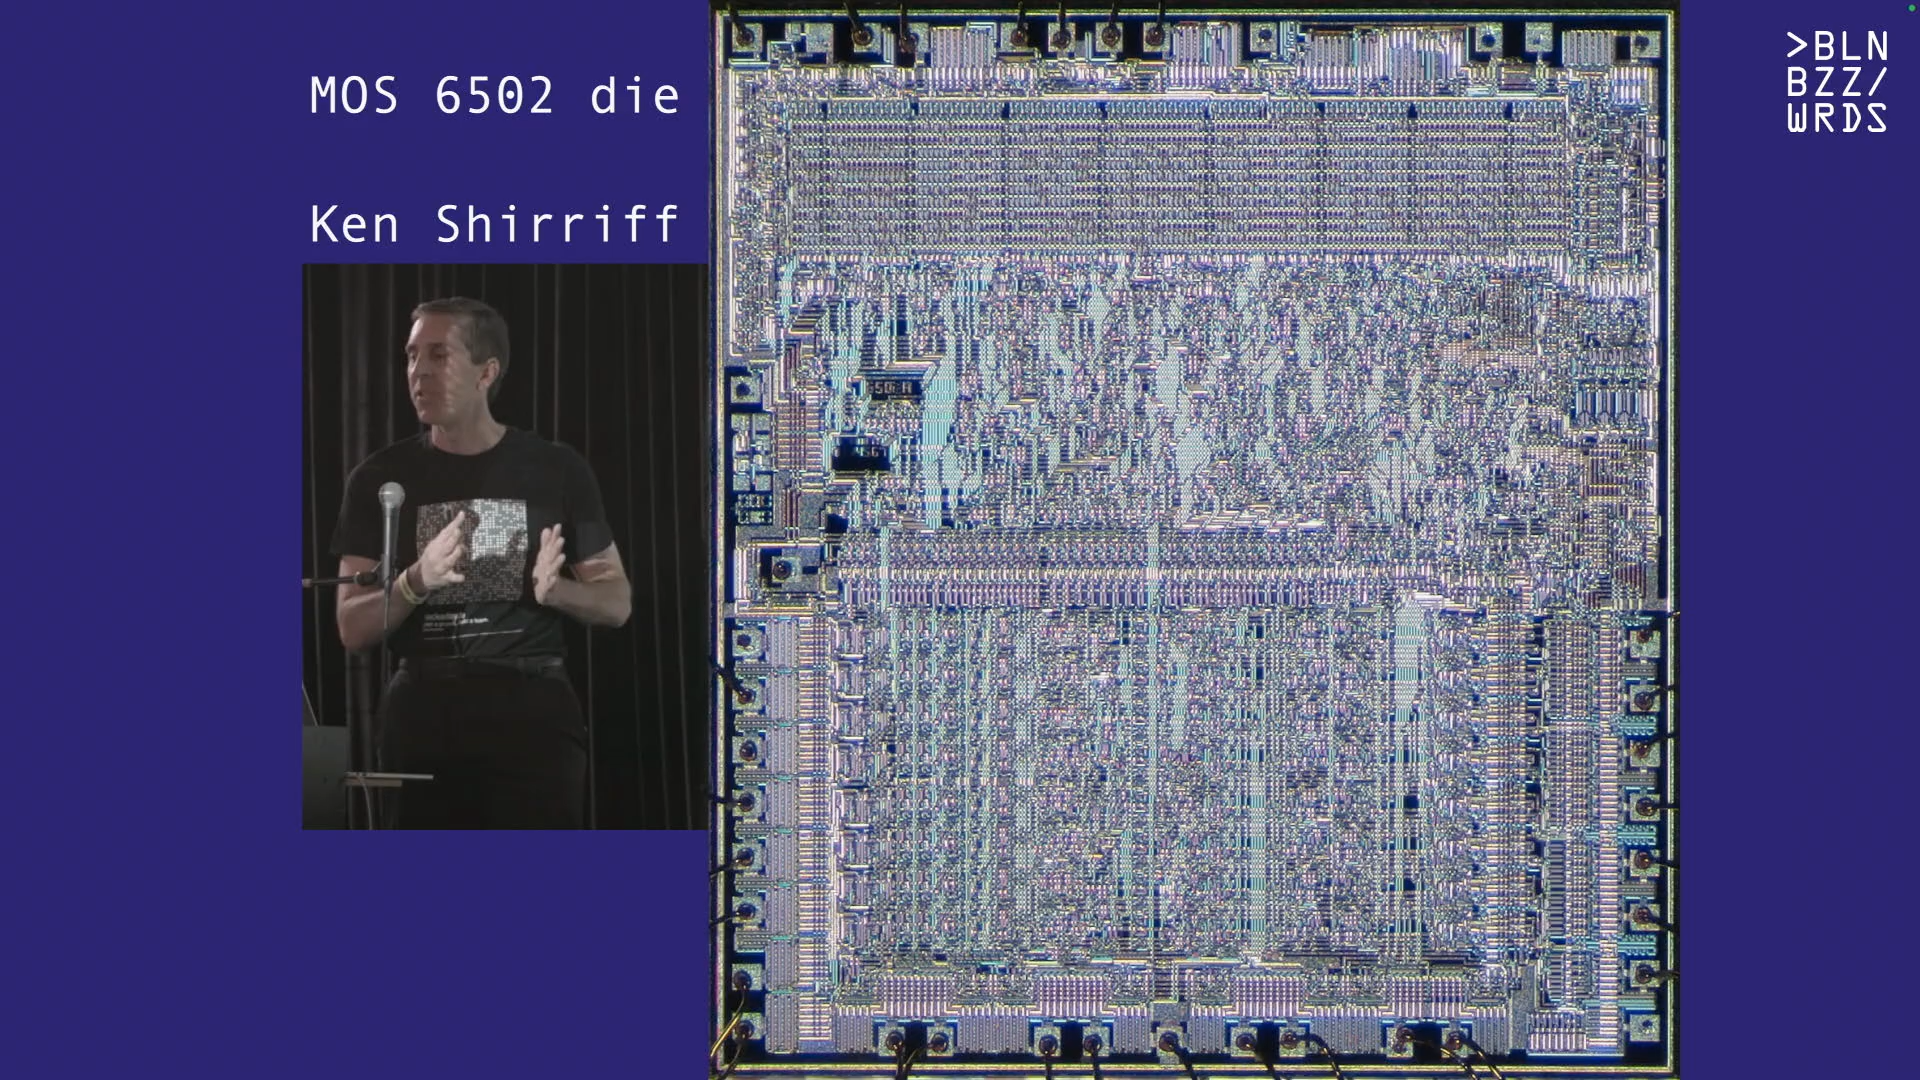 MOS 6502 die
Ken Shirriff
>BLN
BZZ/
WRDS